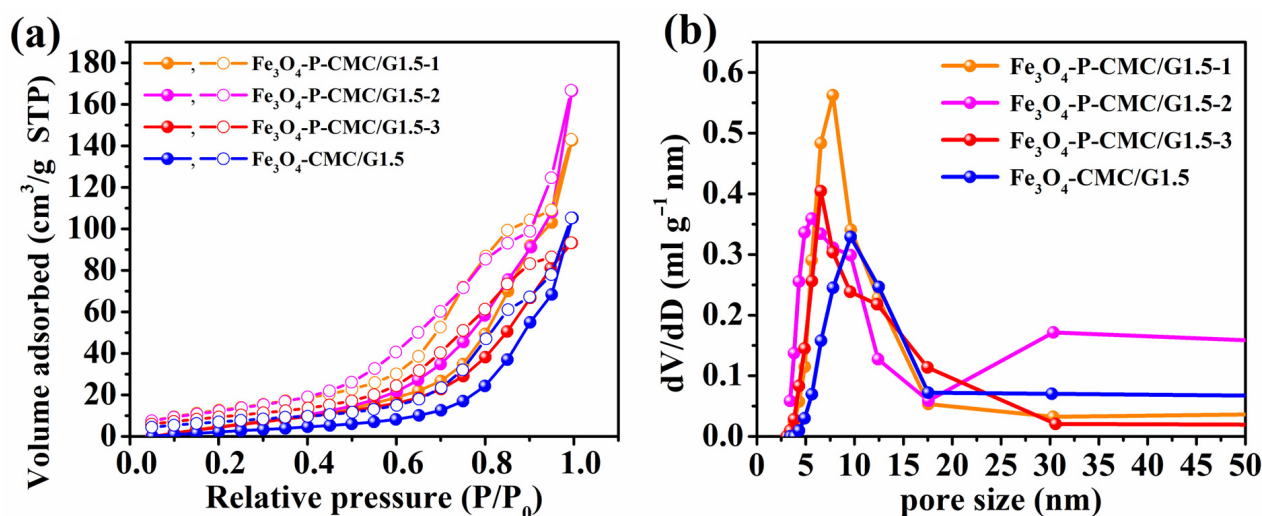 (a)
Volume adsorbed (cm³/g STP)
180
160
140
120
100
80
60
40
20
0
, Fe₃O₄-P-CMC/G1.5-1
, Fe₃O₄-P-CMC/G1.5-2
, Fe₃O₄-P-CMC/G1.5-3
, Fe₃O₄-CMC/G1.5
0.0 0.2 0.4 0.6 0.8 1.0
Relative pressure (P/P₀)
(b)
dV/dD (ml g⁻¹ nm)
0.6
0.5
0.4
0.3
0.2
0.1
0.0
Fe₃O₄-P-CMC/G1.5-1
Fe₃O₄-P-CMC/G1.5-2
Fe₃O₄-P-CMC/G1.5-3
Fe₃O₄-CMC/G1.5
0 5 10 15 20 25 30 35 40 45 50
pore size (nm)